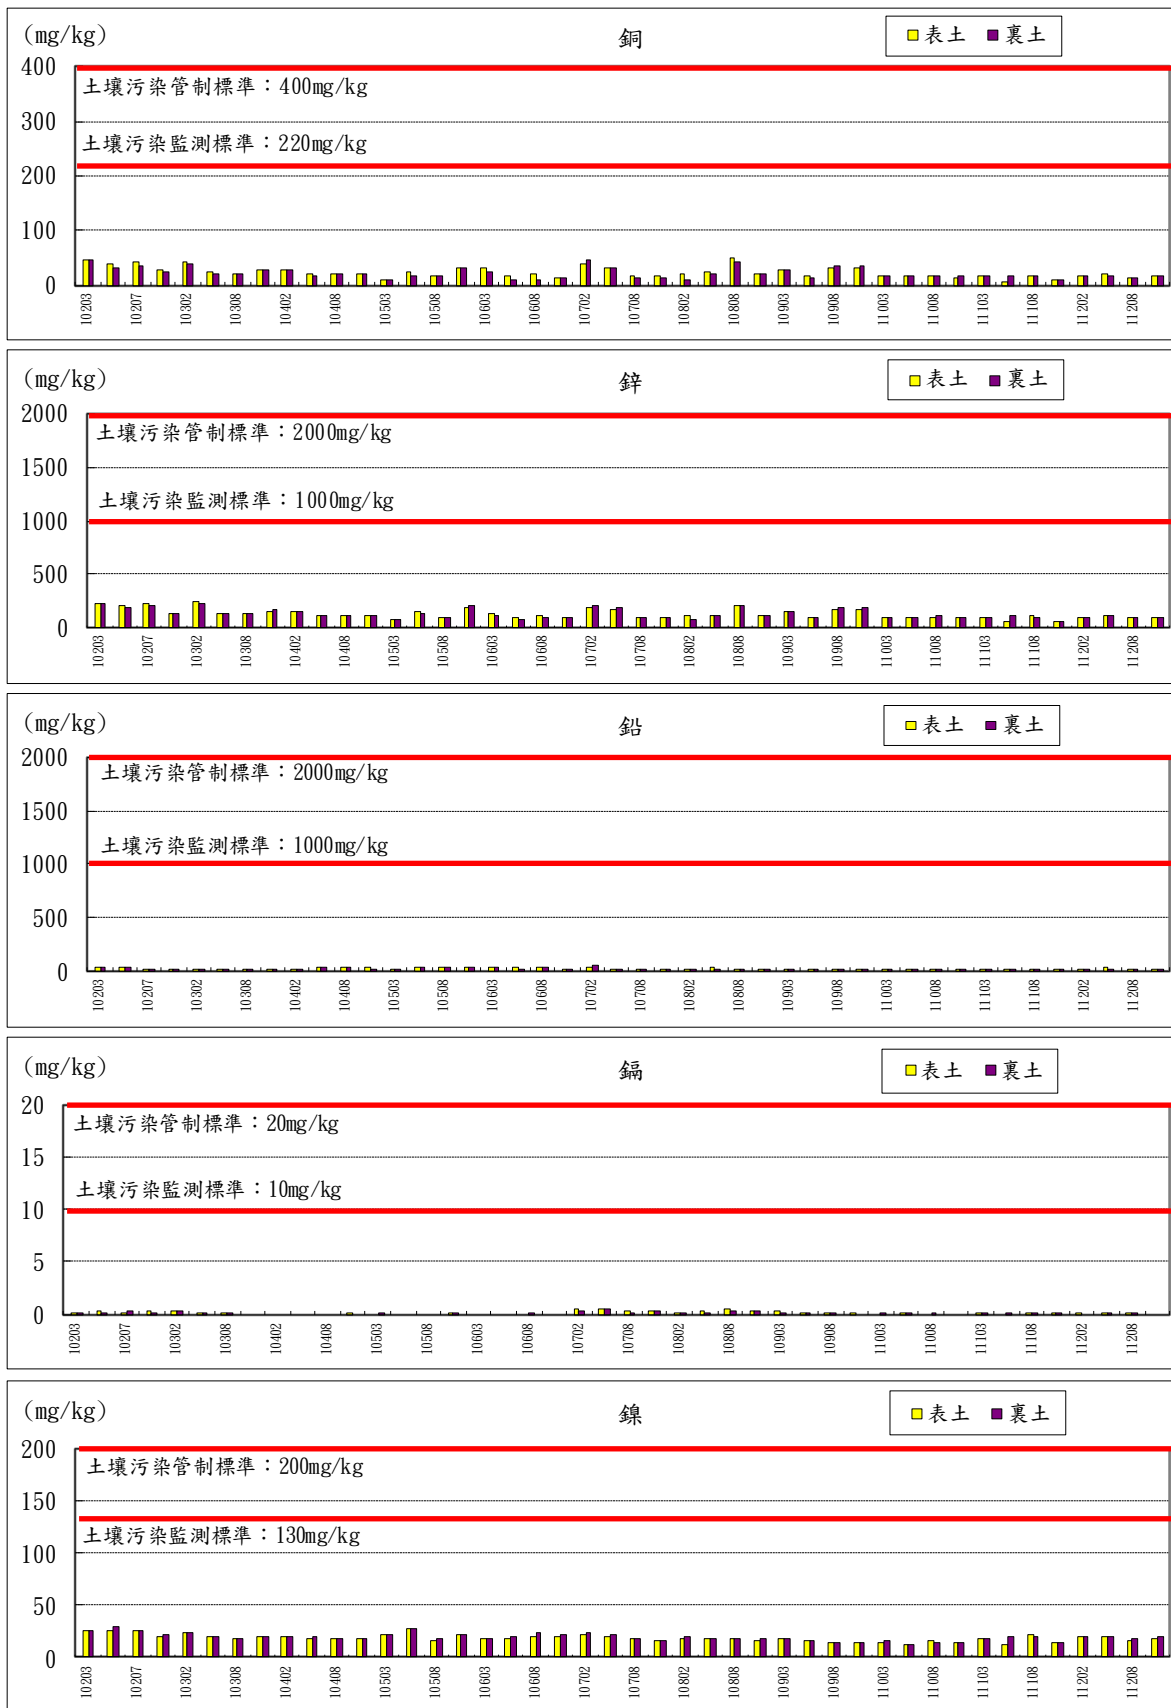 (mg/kg)
銅
表土 裏土
400
土壤污染管制標準：400mg/kg
300
土壤污染監測標準：220mg/kg
200
100
0
10203 10207 10302 10308 10402 10408 10503 10508 10603 10608 10702 10708 10802 10808 10903 10908 11003 11008 11103 11108 11202 11208
(mg/kg)
鋅
表土 裏土
2000
土壤污染管制標準：2000mg/kg
1500
土壤污染監測標準：1000mg/kg
1000
500
0
10203 10207 10302 10308 10402 10408 10503 10508 10603 10608 10702 10708 10802 10808 10903 10908 11003 11008 11103 11108 11202 11208
(mg/kg)
鉛
表土 裏土
2000
土壤污染管制標準：2000mg/kg
1500
土壤污染監測標準：1000mg/kg
1000
500
0
10203 10207 10302 10308 10402 10408 10503 10508 10603 10608 10702 10708 10802 10808 10903 10908 11003 11008 11103 11108 11202 11208
(mg/kg)
鎘
表土 裏土
20
土壤污染管制標準：20mg/kg
15
土壤污染監測標準：10mg/kg
10
5
0
10203 10207 10302 10308 10402 10408 10503 10508 10603 10608 10702 10708 10802 10808 10903 10908 11003 11008 11103 11108 11202 11208
(mg/kg)
鎳
表土 裏土
200
土壤污染管制標準：200mg/kg
150
土壤污染監測標準：130mg/kg
100
50
0
10203 10207 10302 10308 10402 10408 10503 10508 10603 10608 10702 10708 10802 10808 10903 10908 11003 11008 11103 11108 11202 11208